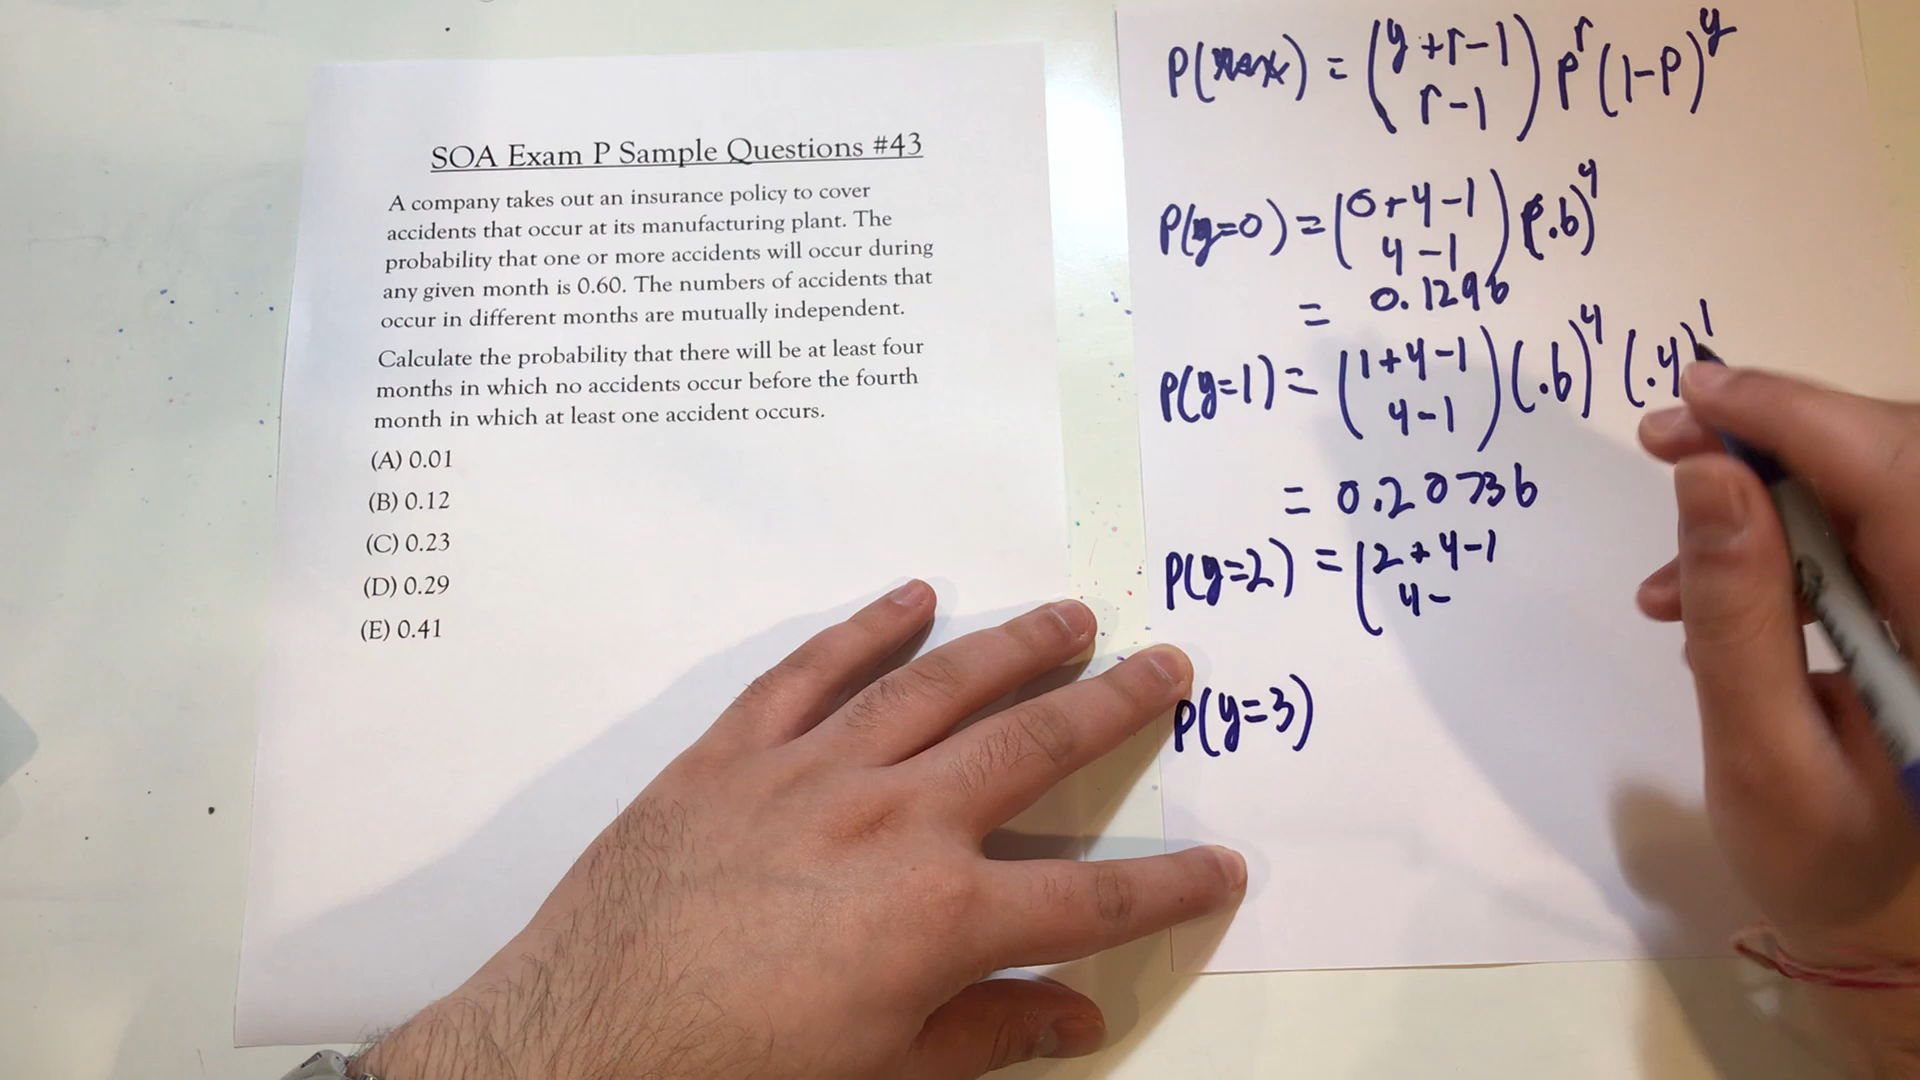 SOA Exam P Sample Questions #43
A company takes out an insurance policy to cover
accidents that occur at its manufacturing plant. The
probability that one or more accidents will occur during
any given month is 0.60. The numbers of accidents that
occur in different months are mutually independent.
Calculate the probability that there will be at least four
months in which no accidents occur before the fourth
month in which at least one accident occurs.
(A) 0.01
(B) 0.12
(C) 0.23
(D) 0.29
(E) 0.41
P( ) = (y+r-1
r-1) p^r (1-p)^y
P(y=0) = (0+4-1
4-1) (.6)^4
= 0.1296
P(y=1) = (1+4-1
4-1) (.6)^4 (.4)^1
= 0.20736
P(y=2) = (2+4-1
4-
P(y=3)